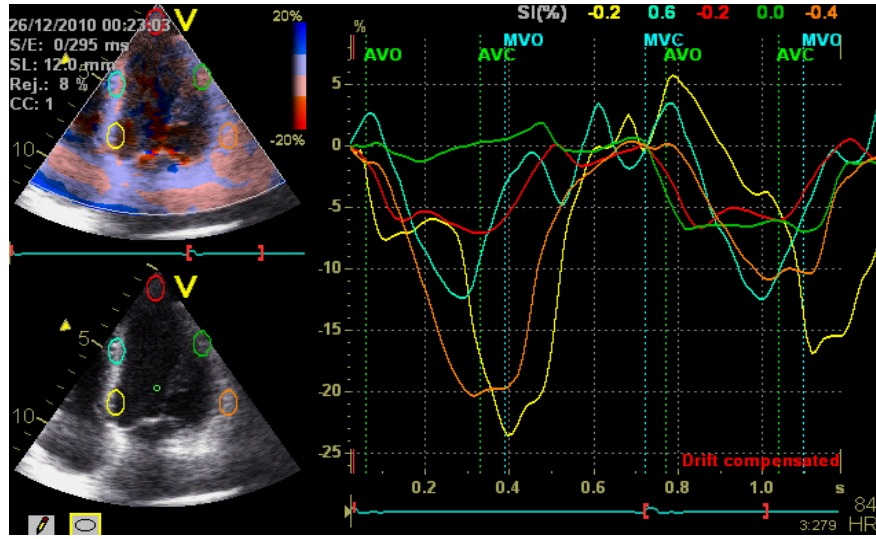 26/12/2010 00:23:03
S/E: 0/295 ms
SL: 12.0 mm
Rej.: 8 %
CC: 1
V
20%
-20%
5
10
V
5
10
SI(%) -0.2 0.6 -0.2 0.0 -0.4
%
MVO MVC MVO
AVO AVC AVO AVC
5
0
-5
-10
-15
-20
-25
Drift compensated
0.2 0.4 0.6 0.8 1.0 s
84
HR
3:279